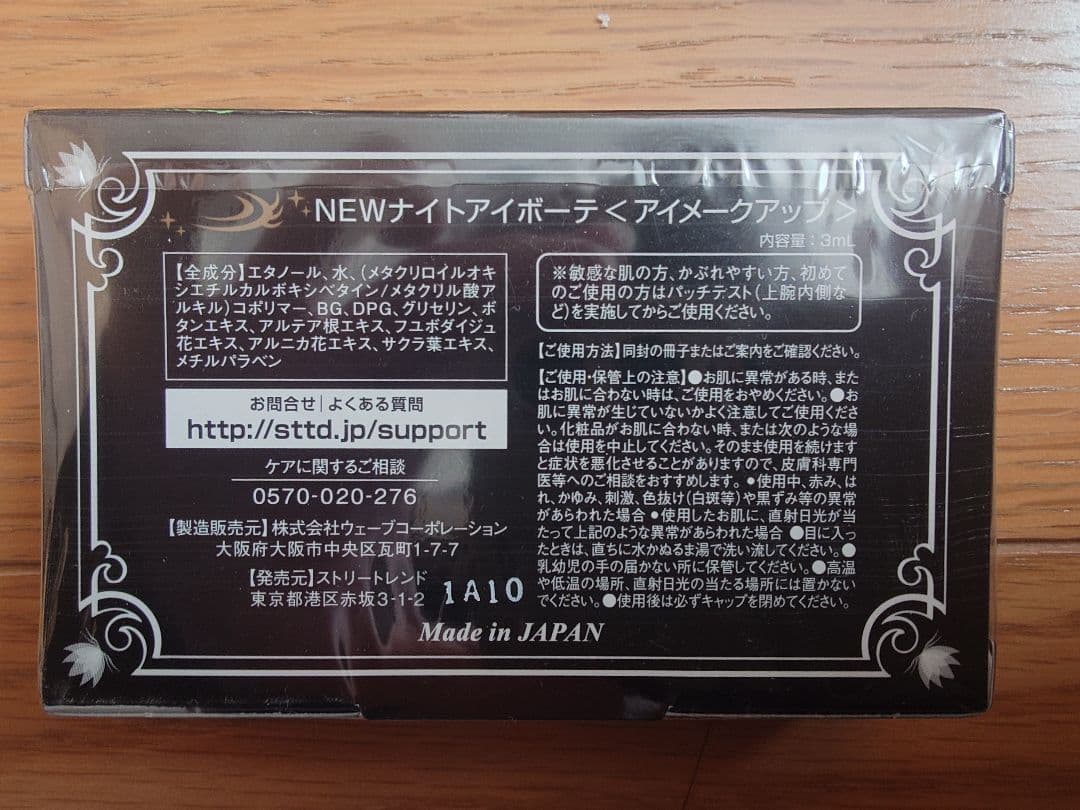 NEWナイトアイボーテ＜アイメークアップ＞
内容量：3mL
【全成分】エタノール、水、（メタクリロイルオキ
シエチルカルボキシベタイン/メタクリル酸ア
ルキル）コポリマー、BG、DPG、グリセリン、ボ
タンエキス、アルテア根エキス、フユボダイジュ
花エキス、アルニカ花エキス、サクラ葉エキス、
メチルパラベン
お問合せ|よくある質問
http://sttd.jp/support
ケアに関するご相談
0570-020-276
【製造販売元】株式会社ウェーブコーポレーション
大阪府大阪市中央区瓦町1-7-7
【発売元】ストリートレンド
東京都港区赤坂3-1-2
1A10
※敏感な肌の方、かぶれやすい方、初めて
のご使用の方はパッチテスト（上腕内側な
ど）を実施してからご使用ください。
【ご使用方法】同封の冊子またはご案内をご確認ください。
【ご使用・保管上の注意】●お肌に異常がある時、また
はお肌に合わない時は、ご使用をおやめください。●お
肌に異常が生じていないかよく注意してご使用くださ
い。化粧品がお肌に合わない時、または次のような場
合は使用を中止してください。そのまま使用を続けます
と症状を悪化させることがありますので、皮膚科専門
医等へのご相談をおすすめします。•使用中、赤み、は
れ、かゆみ、刺激、色抜け（白斑等）や黒ずみ等の異常
があらわれた場合•使用したお肌に、直射日光が当
たって上記のような異常があらわれた場合●目に入っ
たときは、直ちに水かぬるま湯で洗い流してください。●
乳幼児の手の届かない所に保管してください。●高温
や低温の場所、直射日光の当たる場所には置かない
でください。●使用後は必ずキャップを閉めてください。
Made in JAPAN